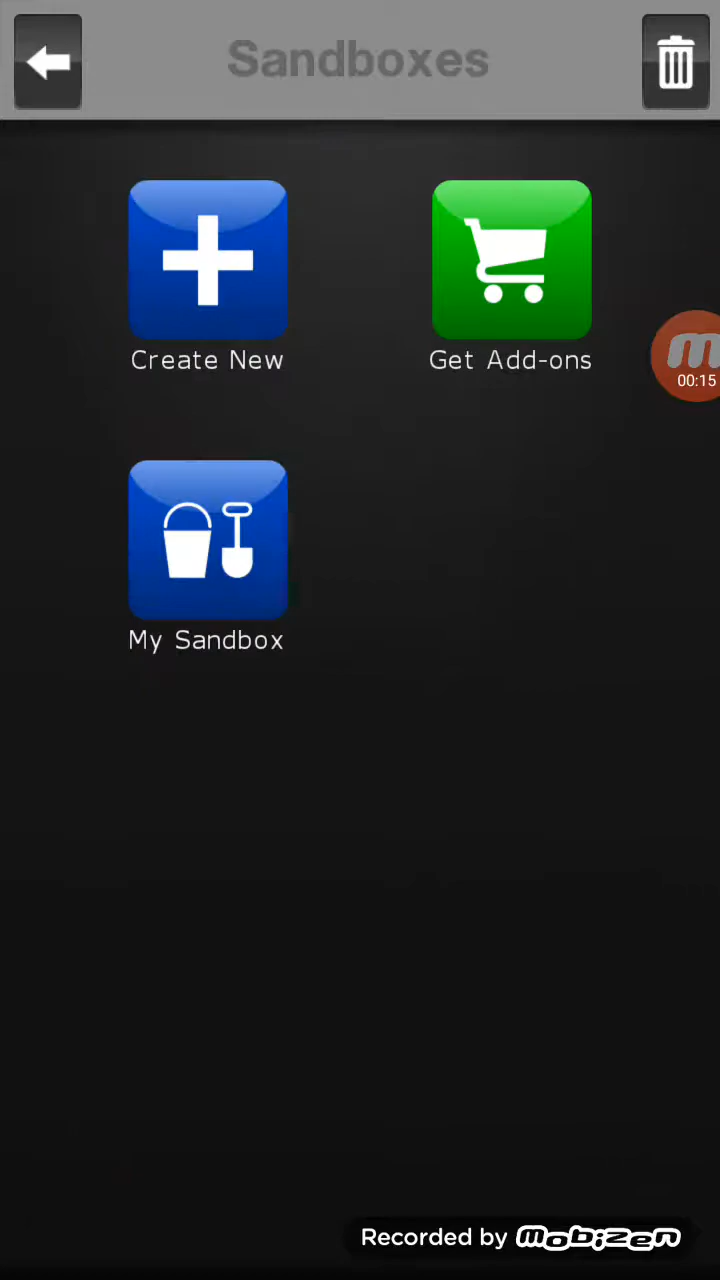 Sandboxes
Create New
Get Add-ons
00:15
My Sandbox
Recorded by mobizen